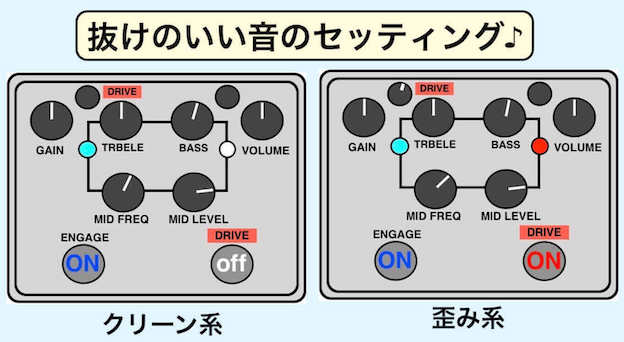 抜けのいい音のセッティング♪
DRIVE
GAIN
TRBELE
BASS
VOLUME
MID FREQ
MID LEVEL
ENGAGE
DRIVE
ON
off
クリーン系
DRIVE
GAIN
TRBELE
BASS
VOLUME
MID FREQ
MID LEVEL
ENGAGE
DRIVE
ON
ON
歪み系